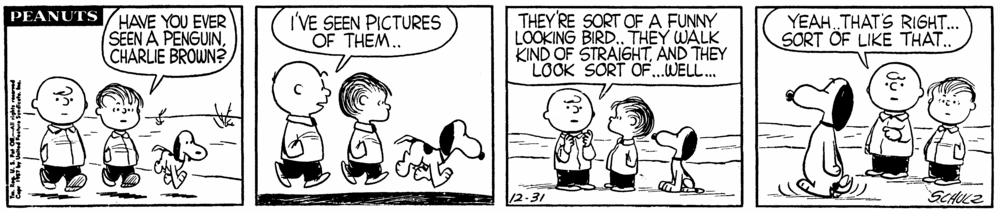 PEANUTS
HAVE YOU EVER
SEEN A PENGUIN,
CHARLIE BROWN?
Tm. Reg. U. S. Pat Off.—All rights reserved
Copr. 1957 by United Feature Syndicate, Inc.
I'VE SEEN PICTURES
OF THEM..
THEY'RE SORT OF A FUNNY
LOOKING BIRD.. THEY WALK
KIND OF STRAIGHT, AND THEY
LOOK SORT OF...WELL...
12-31
YEAH..THAT'S RIGHT...
SORT OF LIKE THAT..
SCHULZ